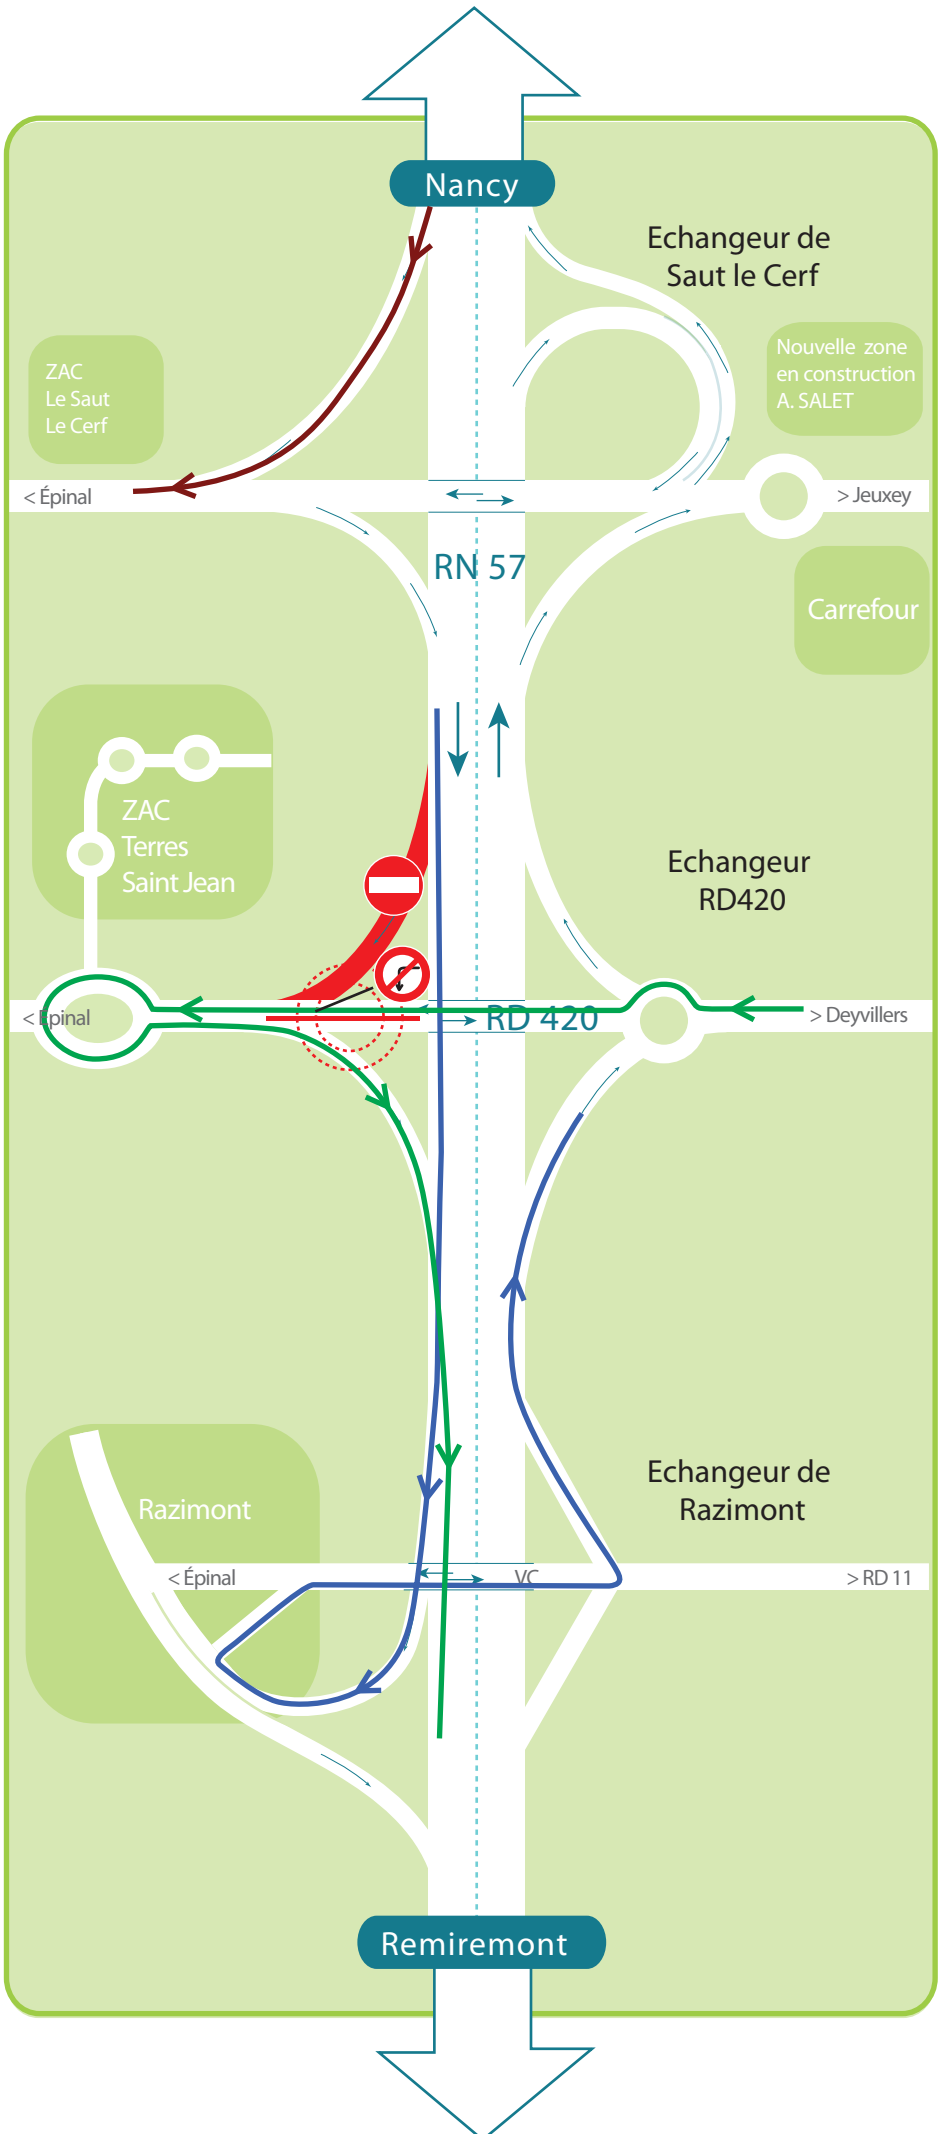 Nancy
Echangeur de
Saut le Cerf
ZAC
Le Saut
Le Cerf
Nouvelle zone
en construction
A. SALET
< Épinal
> Jeuxey
RN 57
Carrefour
ZAC
Terres
Saint Jean
Echangeur
RD420
< Epinal
RD 420
> Deyvillers
Echangeur de
Razimont
Razimont
< Épinal
VC
> RD 11
Remiremont